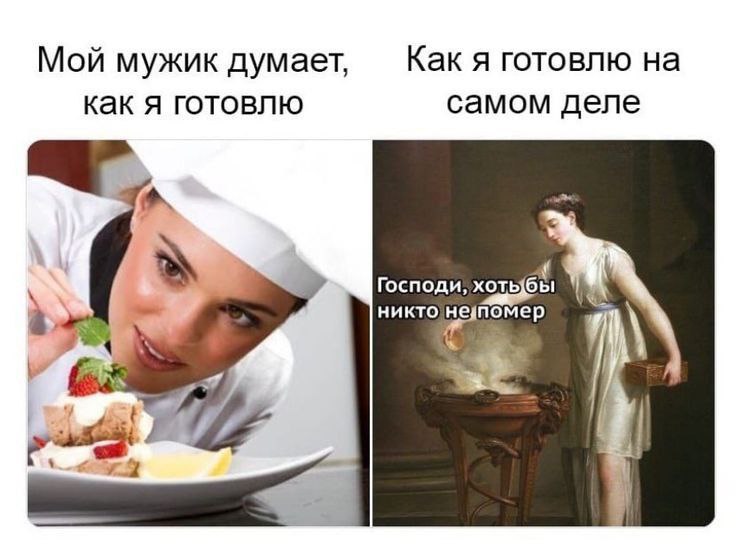 Мой мужик думает,
как я готовлю
Как я готовлю на
самом деле
Господи, хоть бы
никто не помер